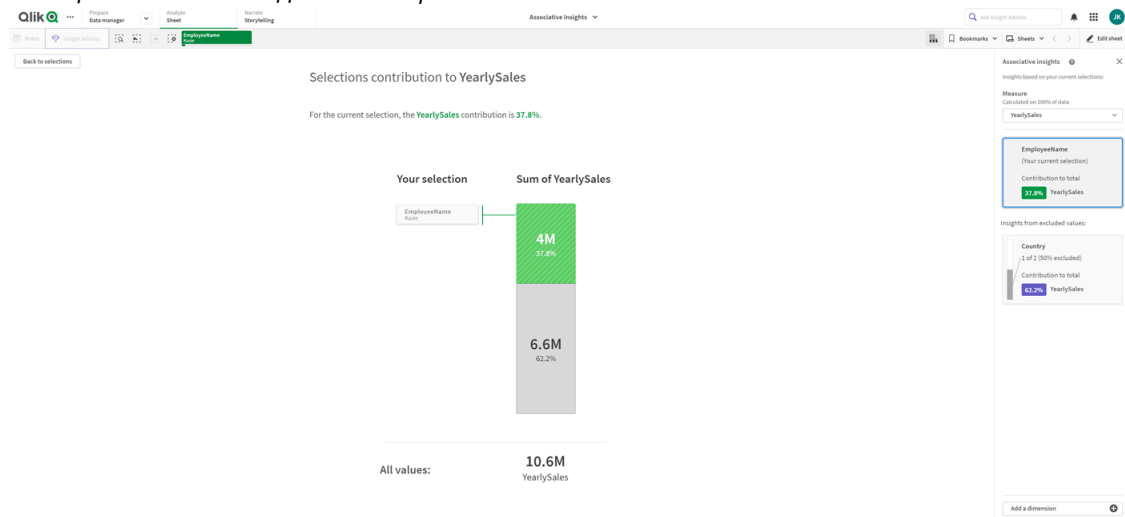 Qlik
Prepare
Data manager
Analyze
Sheet
Narrate
Storytelling
Associative Insights
Ask Insight Advisor
JK
Notes
Insight Advisor
EmployeeName
Kasie
Bookmarks
Sheets
Edit sheet
Back to selections
Selections contribution to YearlySales
For the current selection, the YearlySales contribution is 37.8%.
Your selection
Sum of YearlySales
EmployeeName
Kasie
4M
37.8%
6.6M
62.2%
All values:
10.6M
YearlySales
Associative insights
Insights based on your current selections:
Measure
Calculated on 100% of data
YearlySales
EmployeeName
(Your current selection)
Contribution to total
37.8% YearlySales
Insights from excluded values:
Country
1 of 2 (50% excluded)
Contribution to total
62.2% YearlySales
Add a dimension